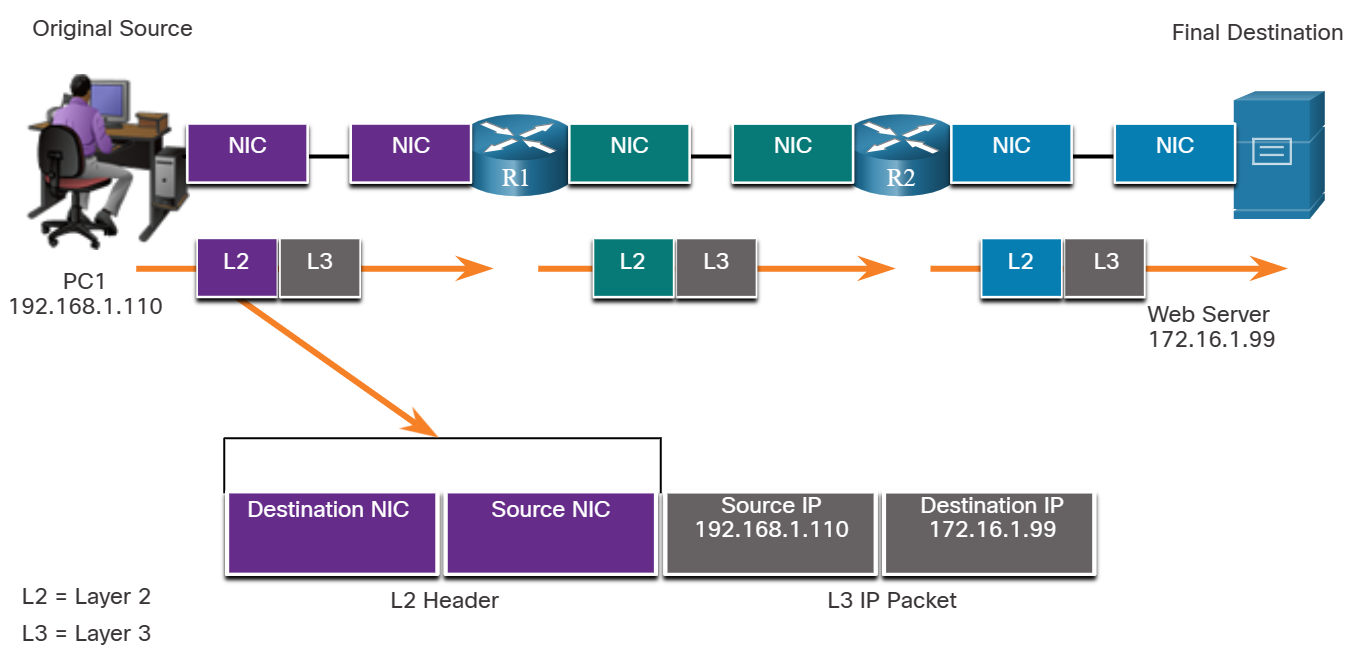 Original Source
Final Destination
NIC
NIC
R1
NIC
NIC
R2
NIC
NIC
PC1
192.168.1.110
L2
L3
L2
L3
L2
L3
Web Server
172.16.1.99
Destination NIC
Source NIC
Source IP
192.168.1.110
Destination IP
172.16.1.99
L2 Header
L3 IP Packet
L2 = Layer 2
L3 = Layer 3